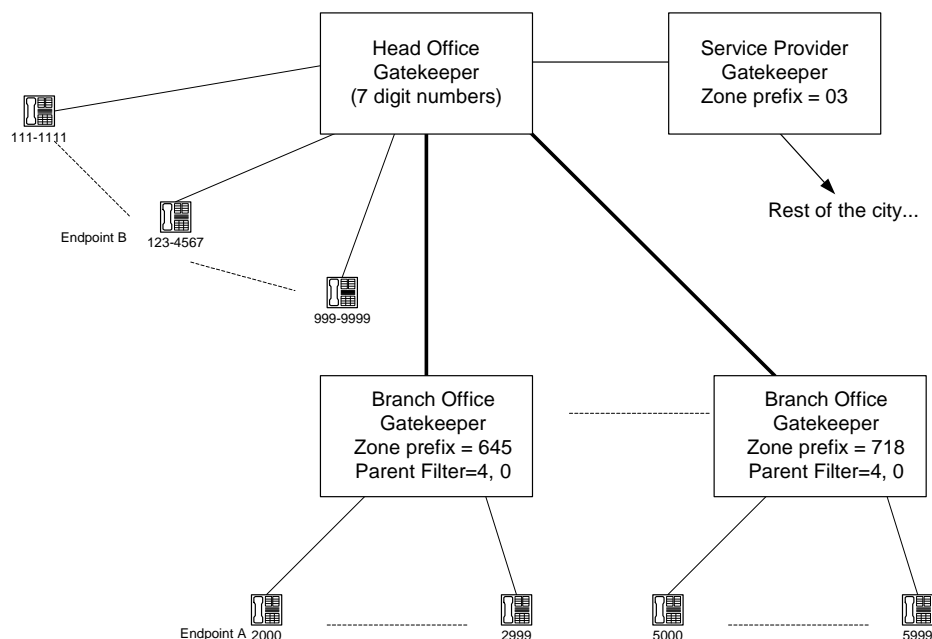 Head Office
Gatekeeper
(7 digit numbers)
Service Provider
Gatekeeper
Zone prefix = 03
Rest of the city...
111-1111
Endpoint B
123-4567
999-9999
Branch Office
Gatekeeper
Zone prefix = 645
Parent Filter=4, 0
Branch Office
Gatekeeper
Zone prefix = 718
Parent Filter=4, 0
Endpoint A
2000
2999
5000
5999